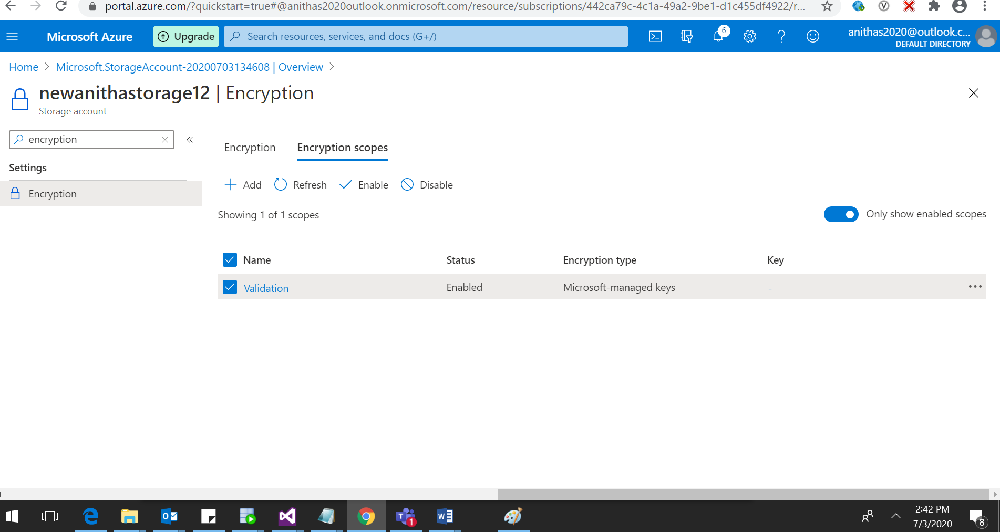 portal.azure.com/?quickstart=true#@anithas2020outlook.onmicrosoft.com/resource/subscriptions/442ca79c-4c1a-49a2-9be1-d1c455df4922/r...
Microsoft Azure
Upgrade
Search resources, services, and docs (G+/)
6
anithas2020@outlook.c...
DEFAULT DIRECTORY
Home > Microsoft.StorageAccount-20200703134608 | Overview >
newanithastorage12 | Encryption
Storage account
encryption
«
Settings
Encryption
Encryption Encryption scopes
Add Refresh Enable Disable
Showing 1 of 1 scopes
Only show enabled scopes
Name Status Encryption type Key
Validation Enabled Microsoft-managed keys - •••
2:42 PM
7/3/2020
1
8